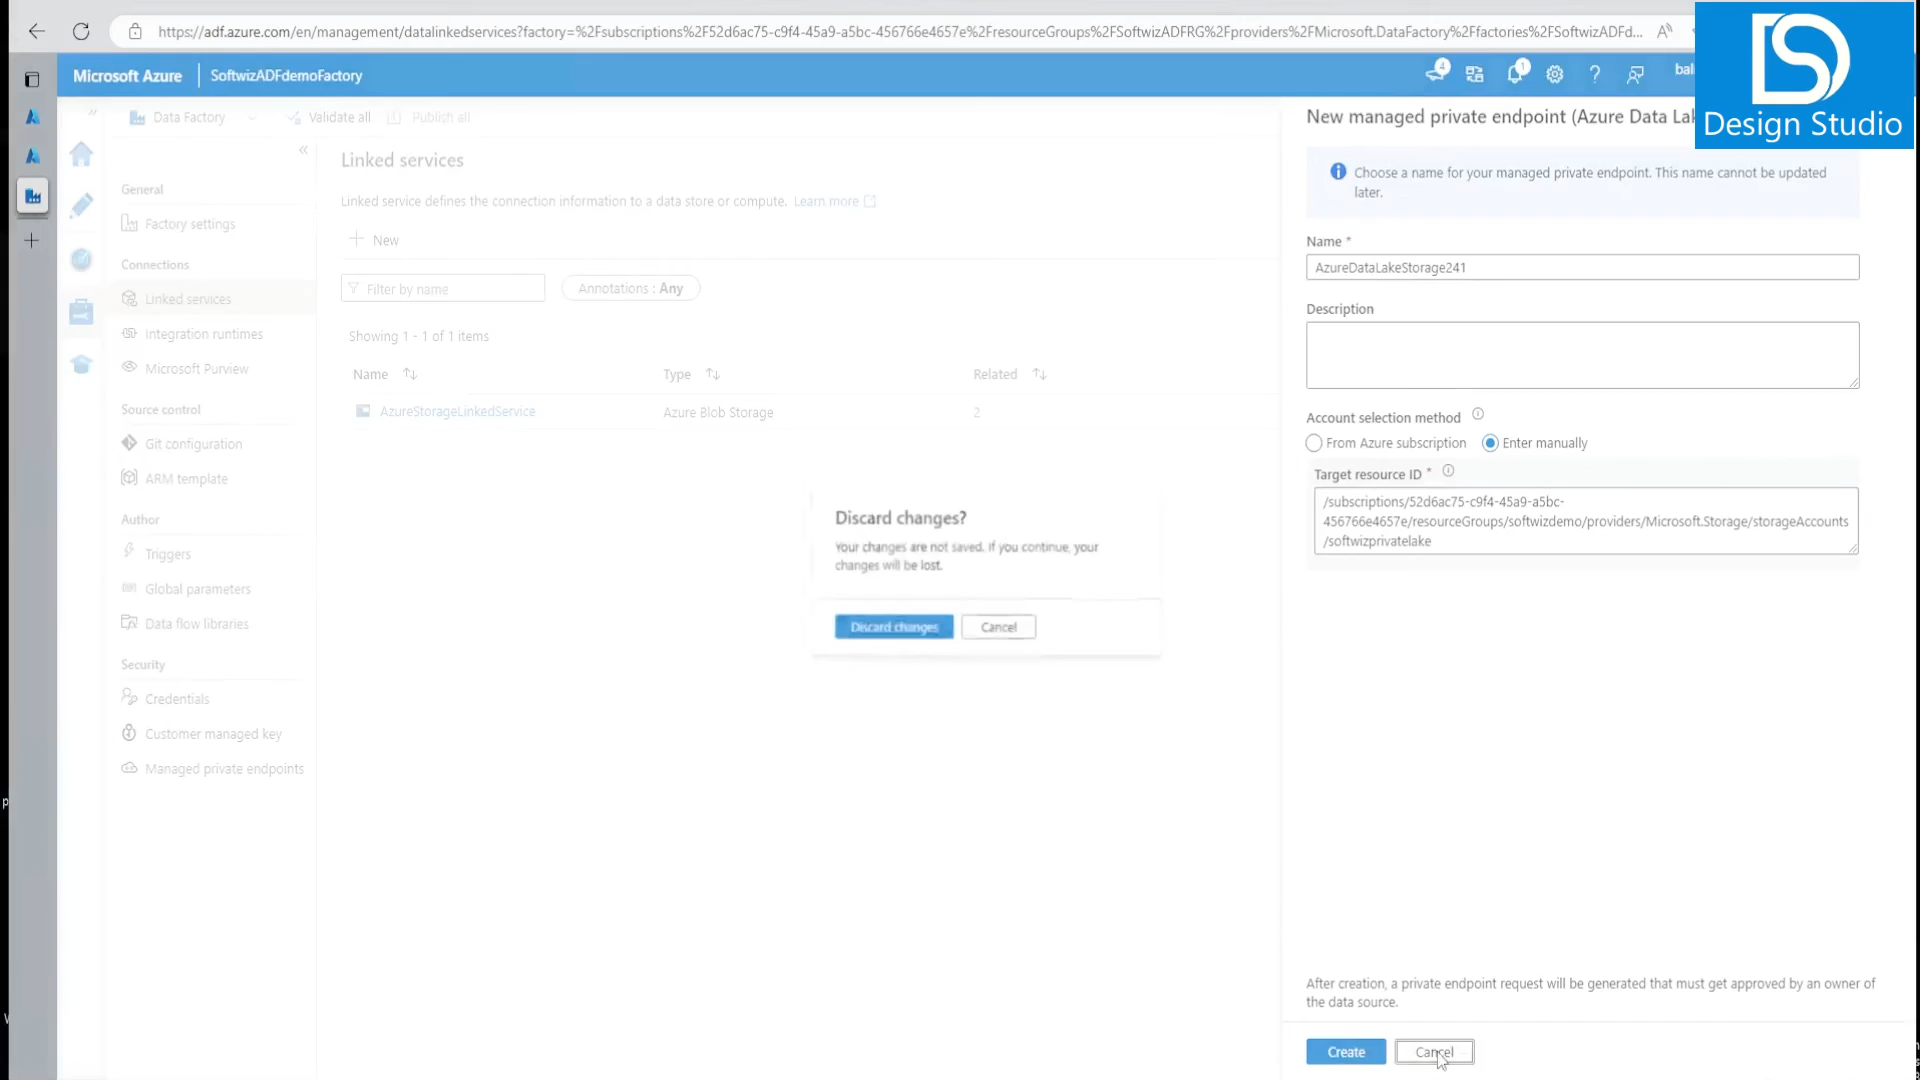 https://adf.azure.com/en/management/datalinkedservices?factory=%2Fsubscriptions%2F52d6ac75-c9f4-45a9-a5bc-456766e4657e%2FresourceGroups%2FSoftwizADFRG%2Fproviders%2FMicrosoft.DataFactory%2Ffactories%2FSoftwizADFd...
Microsoft Azure
SoftwizADFdemoFactory
4
1
?
bal
DS
Design Studio
Data Factory
Validate all
Publish all
General
Factory settings
Connections
Linked services
Integration runtimes
Microsoft Purview
Source control
Git configuration
ARM template
Author
Triggers
Global parameters
Data flow libraries
Security
Credentials
Customer managed key
Managed private endpoints
Linked services
Linked service defines the connection information to a data store or compute. Learn more
New
Filter by name
Annotations : Any
Showing 1 - 1 of 1 items
Name Type Related
AzureStorageLinkedService Azure Blob Storage 2
Discard changes?
Your changes are not saved. If you continue, your
changes will be lost.
Discard changes Cancel
New managed private endpoint (Azure Data Lak
Choose a name for your managed private endpoint. This name cannot be updated
later.
Name *
AzureDataLakeStorage241
Description
Account selection method
From Azure subscription Enter manually
Target resource ID *
/subscriptions/52d6ac75-c9f4-45a9-a5bc-
456766e4657e/resourceGroups/softwizdemo/providers/Microsoft.Storage/storageAccounts
/softwizprivatelake
After creation, a private endpoint request will be generated that must get approved by an owner of
the data source.
Create Cancel